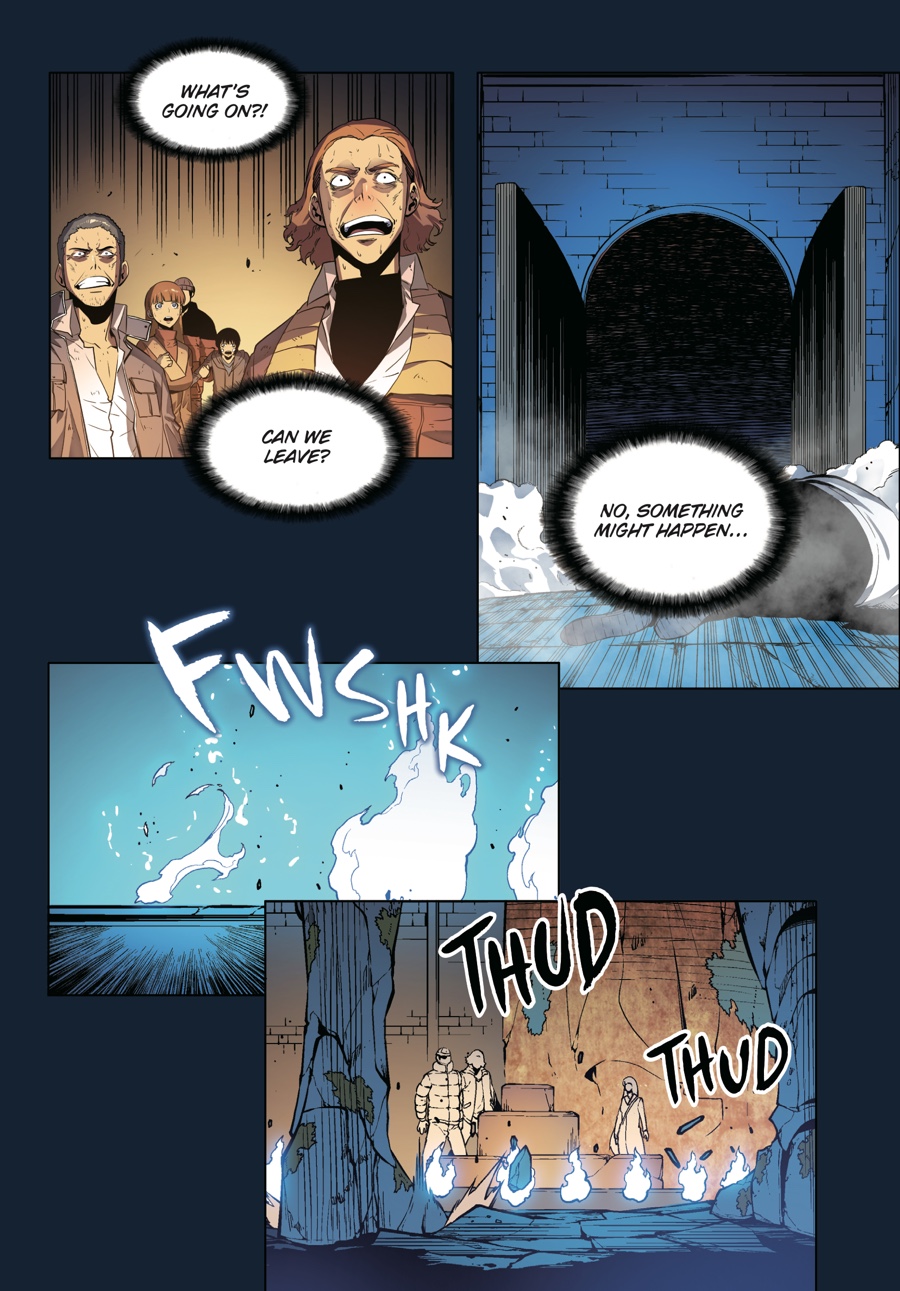 WHAT'S
GOING ON?!
CAN WE
LEAVE?
NO, SOMETHING
MIGHT HAPPEN...
FWSHK
THUD
THUD